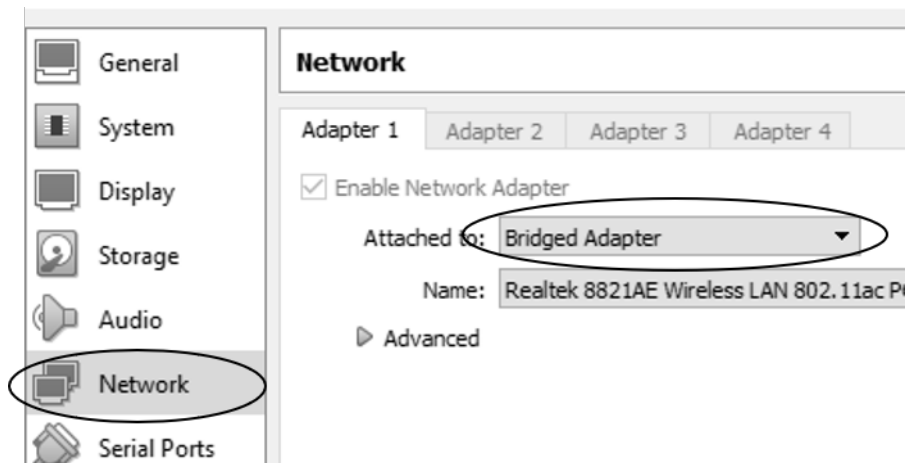 General
System
Display
Storage
Audio
Network
Serial Ports
Network
Adapter 1 Adapter 2 Adapter 3 Adapter 4
Enable Network Adapter
Attached to: Bridged Adapter
Name: Realtek 8821AE Wireless LAN 802.11ac
Advanced